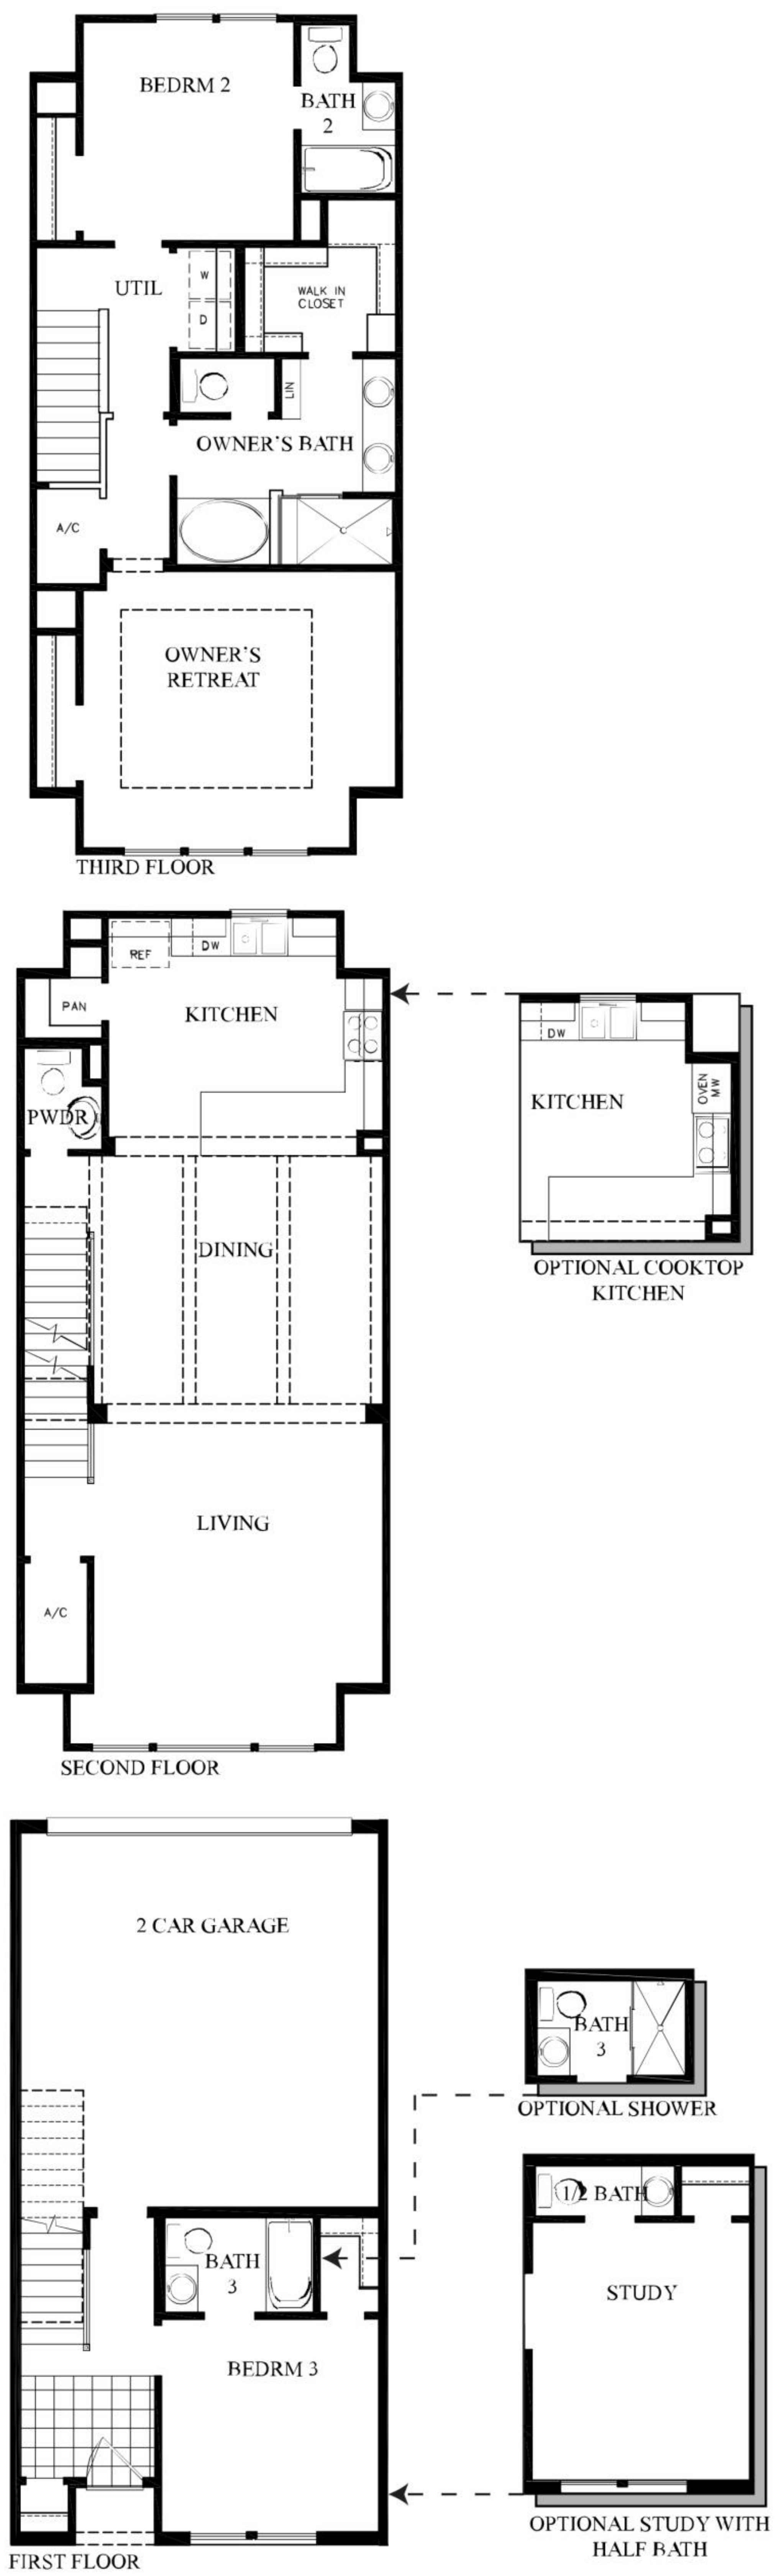 BEDRM 2
BATH
2
UTIL
W
D
WALK IN
CLOSET
LIN
OWNER'S BATH
A/C
OWNER'S
RETREAT
THIRD FLOOR
REF
DW
PAN
KITCHEN
PWDR
DINING
LIVING
A/C
SECOND FLOOR
DW
KITCHEN
OVEN
MW
OPTIONAL COOKTOP
KITCHEN
2 CAR GARAGE
BATH
3
BEDRM 3
FIRST FLOOR
BATH
3
OPTIONAL SHOWER
1/2 BATH
STUDY
OPTIONAL STUDY WITH
HALF BATH